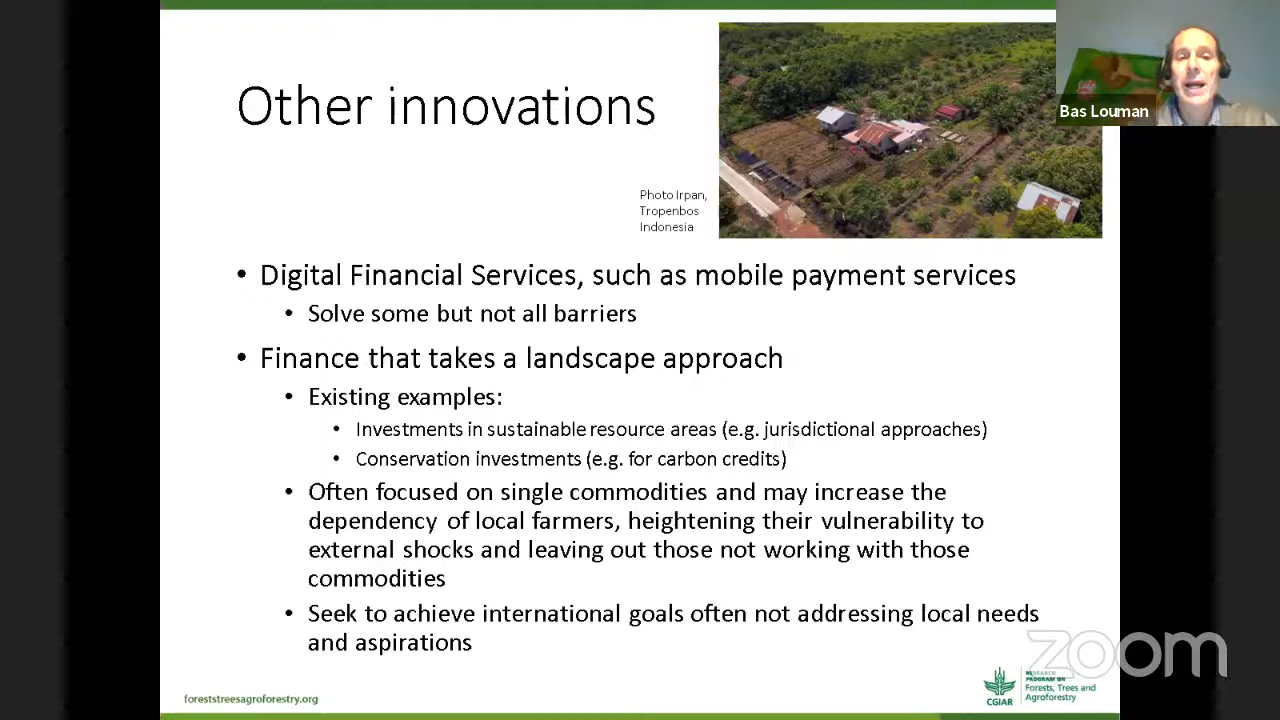 Other innovations
Bas Louman
Photo Irpan,
Tropenbos
Indonesia
• Digital Financial Services, such as mobile payment services
• Solve some but not all barriers
• Finance that takes a landscape approach
• Existing examples:
• Investments in sustainable resource areas (e.g. jurisdictional approaches)
• Conservation investments (e.g. for carbon credits)
• Often focused on single commodities and may increase the
dependency of local farmers, heightening their vulnerability to
external shocks and leaving out those not working with those
commodities
• Seek to achieve international goals often not addressing local needs
and aspirations
zoom
foreststreesagroforestry.org
CGIAR
RESEARCH
PROGRAM ON
Forests, Trees and
Agroforestry